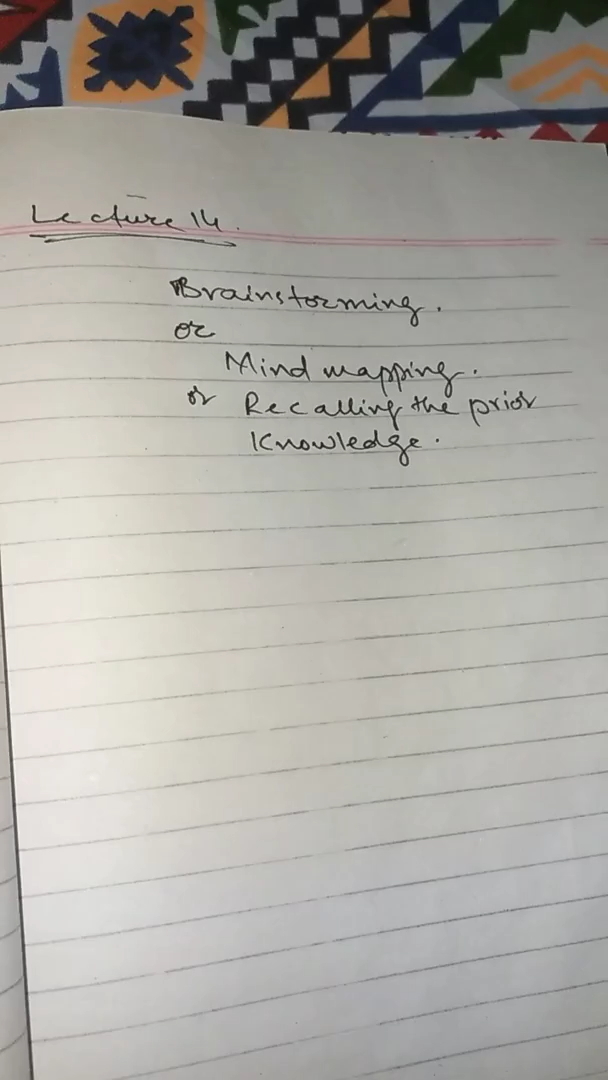 Lecture 14.
Brainstorming.
or
Mind mapping.
or Recalling the prior
Knowledge.